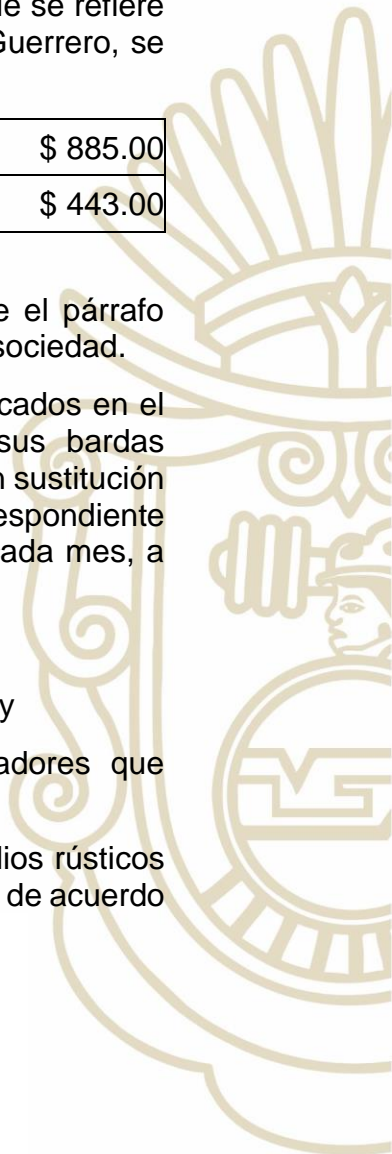 e se refiere
Guerrero, se
$ 885.00
$ 443.00
e el párrafo
sociedad.
cados en el
sus bardas
n sustitución
espondiente
ada mes, a
y
adores que
dios rústicos
de acuerdo